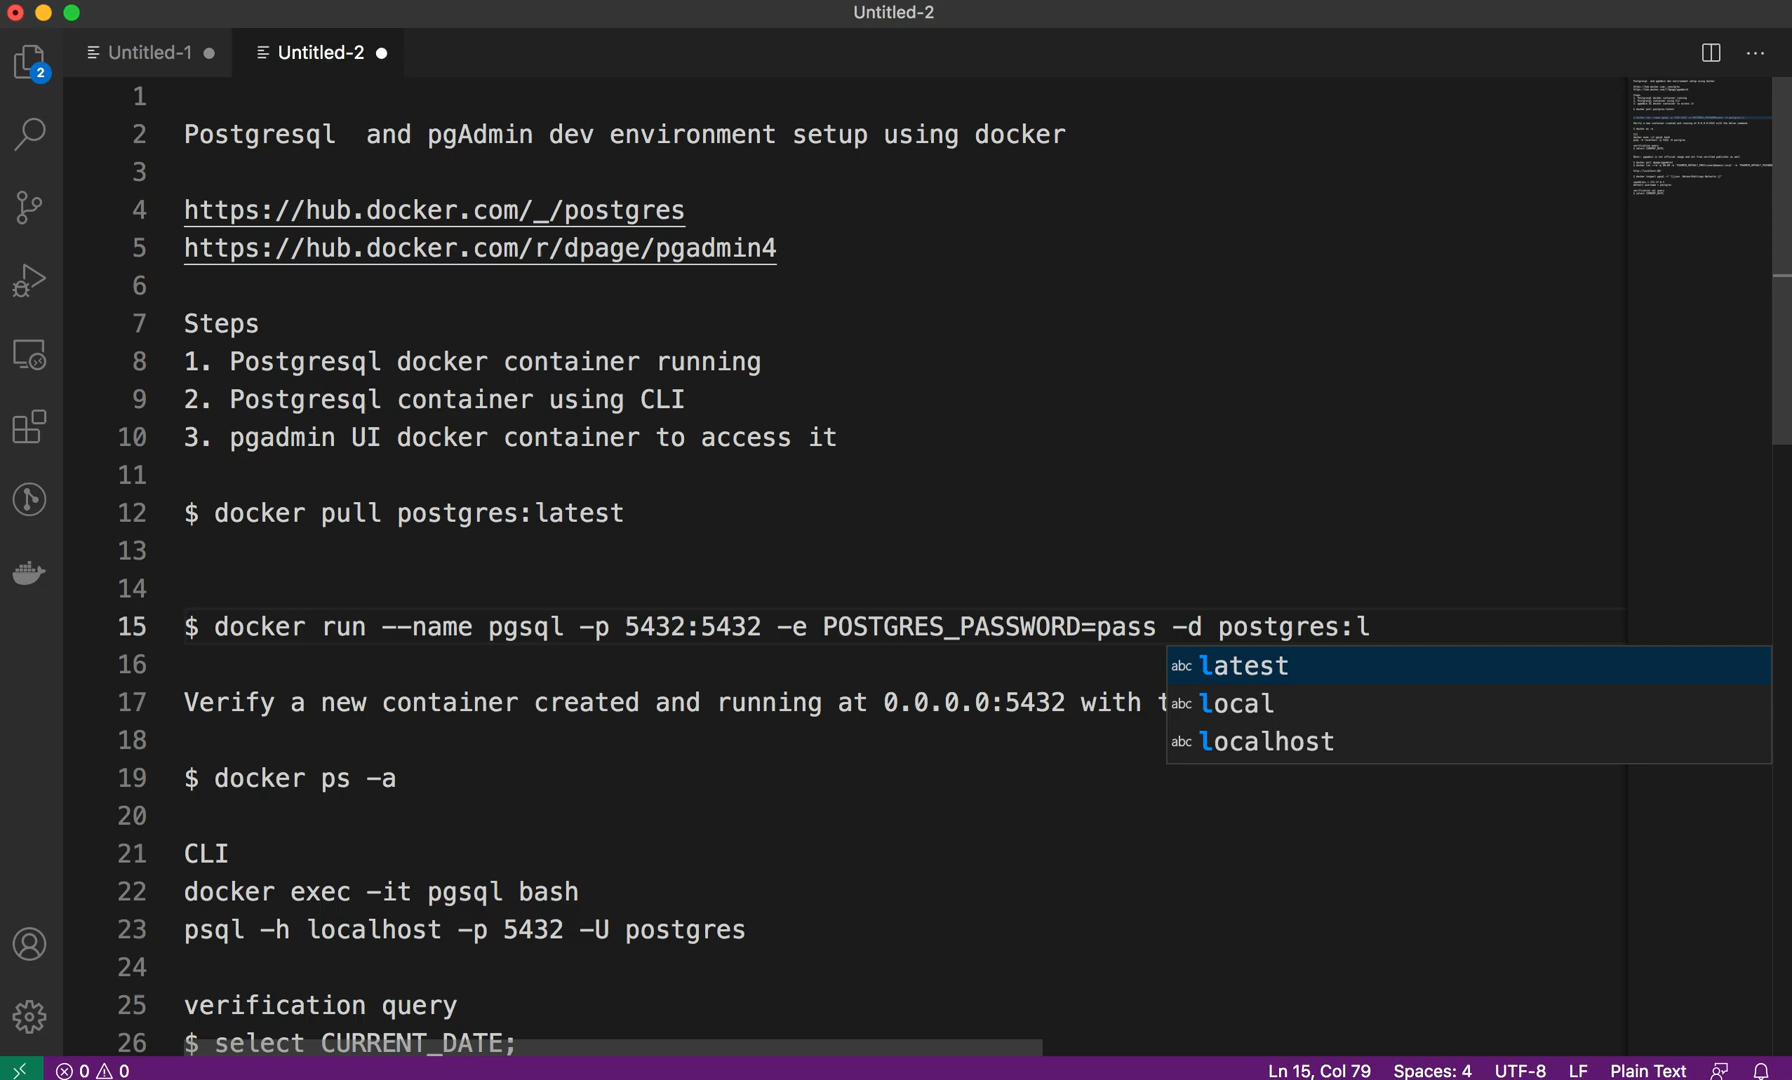 Untitled-2
Untitled-1
Untitled-2
2
1
2 Postgresql  and pgAdmin dev environment setup using docker
3
4 https://hub.docker.com/_/postgres
5 https://hub.docker.com/r/dpage/pgadmin4
6
7 Steps
8 1. Postgresql docker container running
9 2. Postgresql container using CLI
10 3. pgadmin UI docker container to access it
11
12 $ docker pull postgres:latest
13
14
15 $ docker run --name pgsql -p 5432:5432 -e POSTGRES_PASSWORD=pass -d postgres:l
abc latest
16
17 Verify a new container created and running at 0.0.0.0:5432 with
abc local
18
abc localhost
19 $ docker ps -a
20
21 CLI
22 docker exec -it pgsql bash
23 psql -h localhost -p 5432 -U postgres
24
25 verification query
26 $ select CURRENT_DATE;
0 0 Ln 15, Col 79 Spaces: 4 UTF-8 LF Plain Text